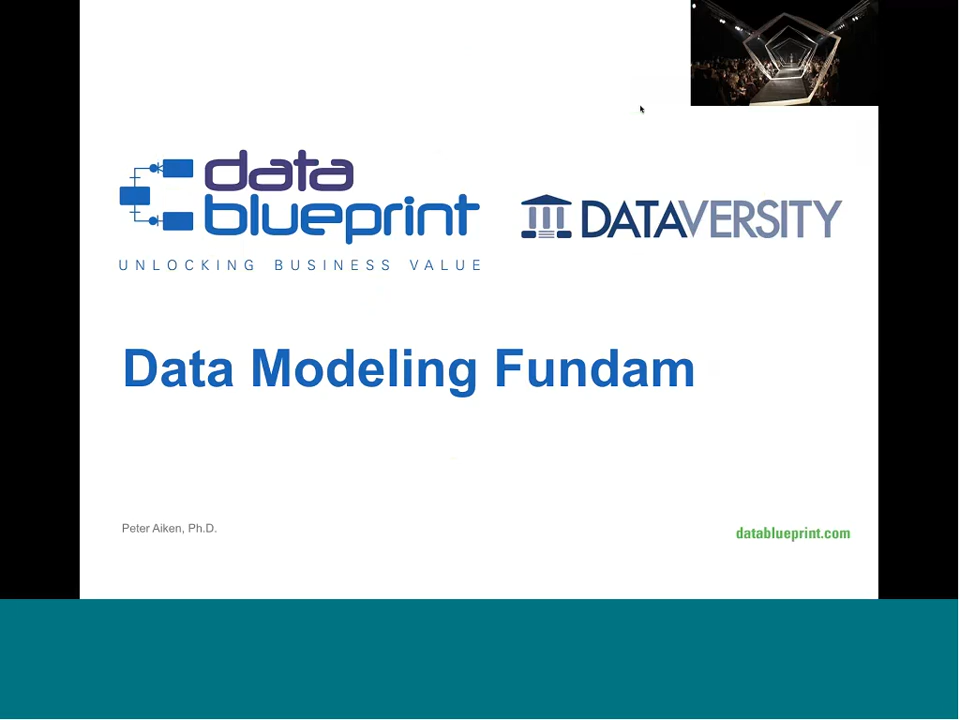 data
blueprint
UNLOCKING BUSINESS VALUE
DATAVERSITY
Data Modeling Fundam
Peter Aiken, Ph.D.
datablueprint.com